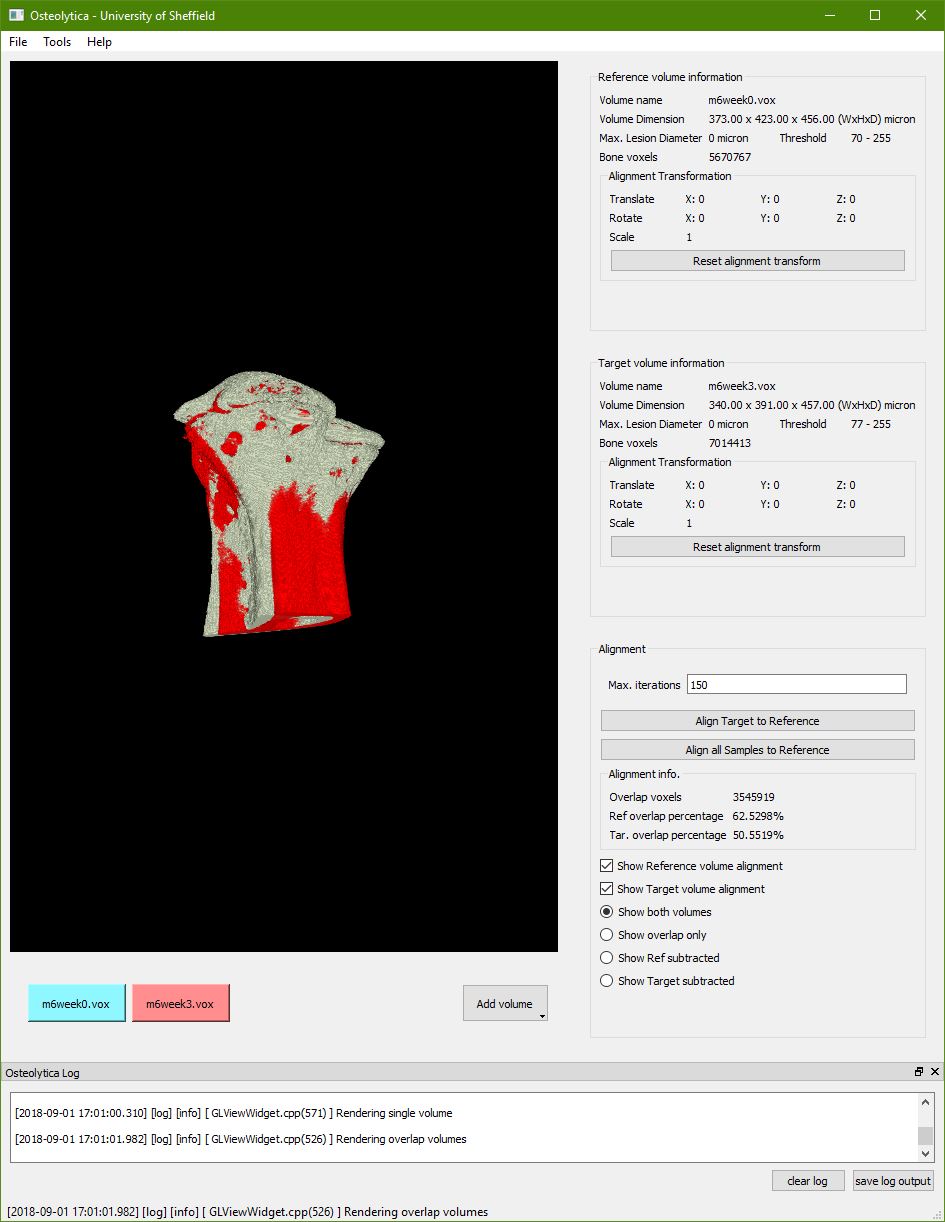 Osteolytica - University of Sheffield
File Tools Help
Reference volume information
Volume name m6week0.vox
Volume Dimension 373.00 x 423.00 x 456.00 (WxHxD) micron
Max. Lesion Diameter 0 micron Threshold 70 - 255
Bone voxels 5670767
Alignment Transformation
Translate X: 0 Y: 0 Z: 0
Rotate X: 0 Y: 0 Z: 0
Scale 1
Reset alignment transform
Target volume information
Volume name m6week3.vox
Volume Dimension 340.00 x 391.00 x 457.00 (WxHxD) micron
Max. Lesion Diameter 0 micron Threshold 77 - 255
Bone voxels 7014413
Alignment Transformation
Translate X: 0 Y: 0 Z: 0
Rotate X: 0 Y: 0 Z: 0
Scale 1
Reset alignment transform
Alignment
Max. iterations 150
Align Target to Reference
Align all Samples to Reference
Alignment info.
Overlap voxels 3545919
Ref overlap percentage 62.5298%
Tar. overlap percentage 50.5519%
Show Reference volume alignment
Show Target volume alignment
Show both volumes
Show overlap only
Show Ref subtracted
Show Target subtracted
m6week0.vox m6week3.vox Add volume
Osteolytica Log
[2018-09-01 17:01:00.310] [log] [info] [ GLViewWidget.cpp(571) ] Rendering single volume
[2018-09-01 17:01:01.982] [log] [info] [ GLViewWidget.cpp(526) ] Rendering overlap volumes
clear log save log output
[2018-09-01 17:01:01.982] [log] [info] [ GLViewWidget.cpp(526) ] Rendering overlap volumes